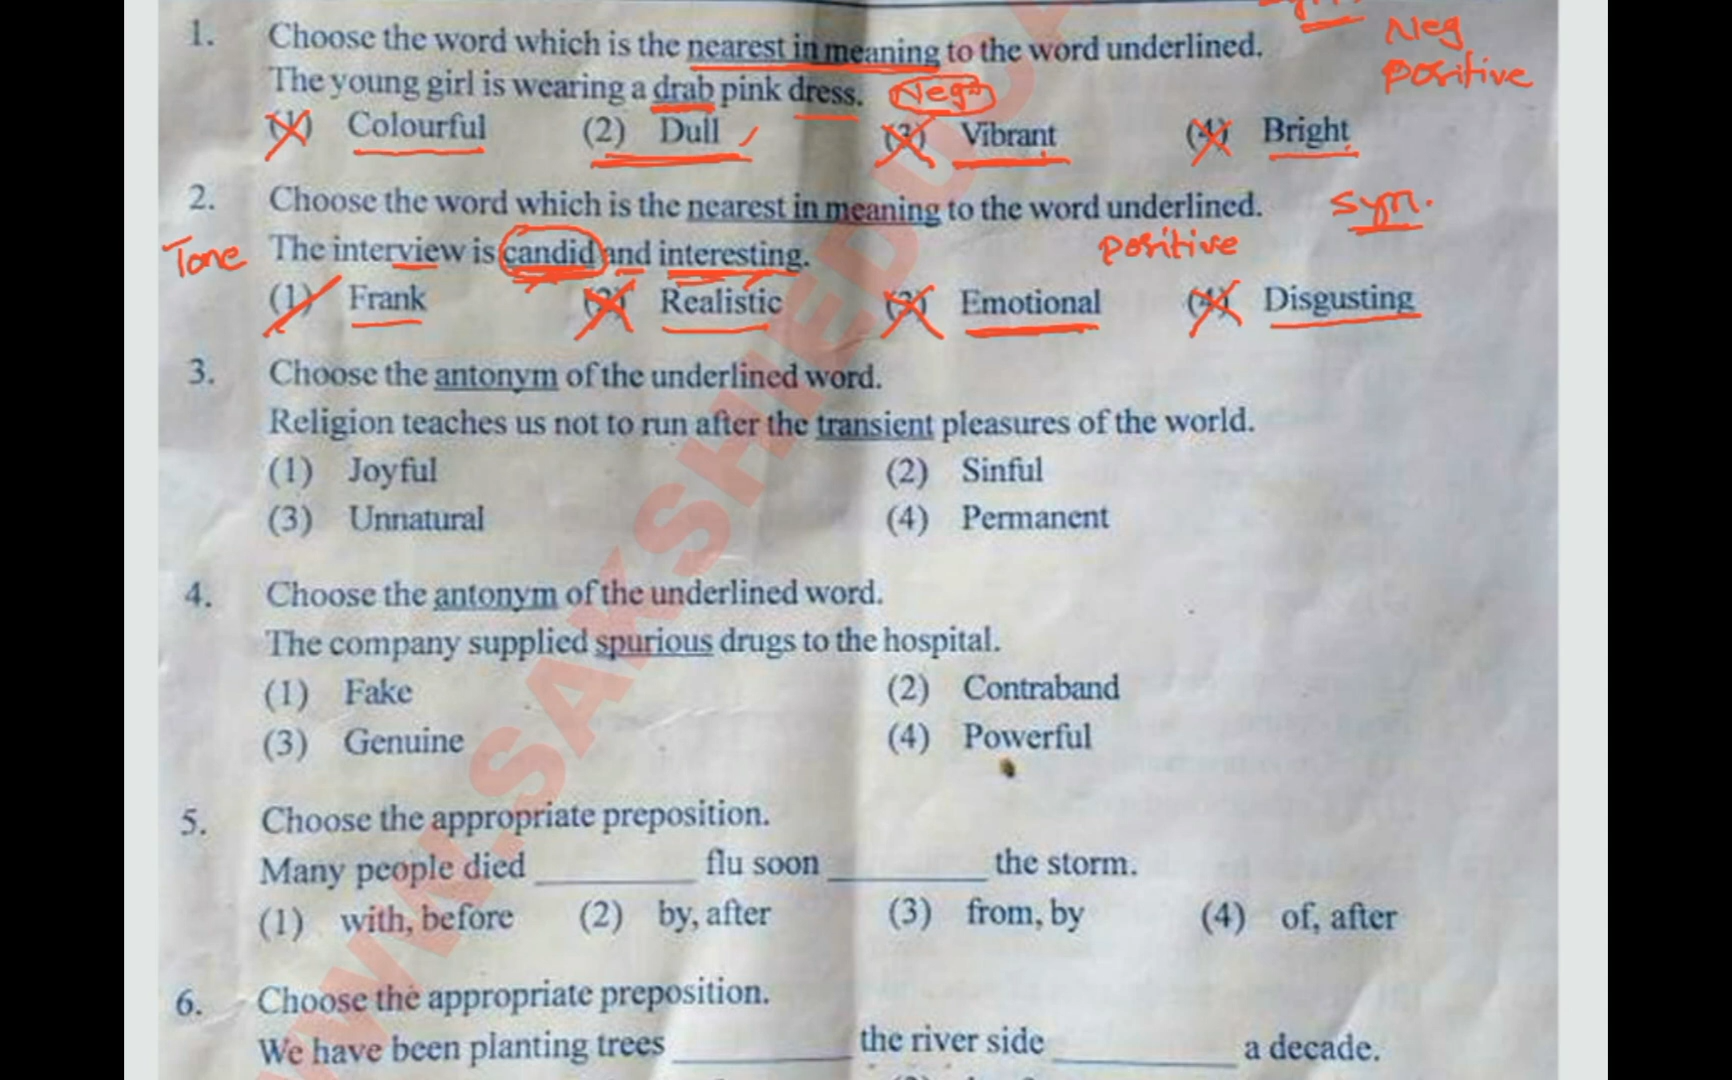 Neg
positive
1. Choose the word which is the nearest in meaning to the word underlined.
The young girl is wearing a drab pink dress. Neg
(1) Colourful (2) Dull (3) Vibrant (4) Bright
2. Choose the word which is the nearest in meaning to the word underlined. sym.
positive
Tone The interview is candid and interesting.
(1) Frank (2) Realistic (3) Emotional (4) Disgusting
3. Choose the antonym of the underlined word.
Religion teaches us not to run after the transient pleasures of the world.
(1) Joyful (2) Sinful
(3) Unnatural (4) Permanent
4. Choose the antonym of the underlined word.
The company supplied spurious drugs to the hospital.
(1) Fake (2) Contraband
(3) Genuine (4) Powerful
5. Choose the appropriate preposition.
Many people died ________ flu soon ________ the storm.
(1) with, before (2) by, after (3) from, by (4) of, after
6. Choose the appropriate preposition.
We have been planting trees ________ the river side ________ a decade.